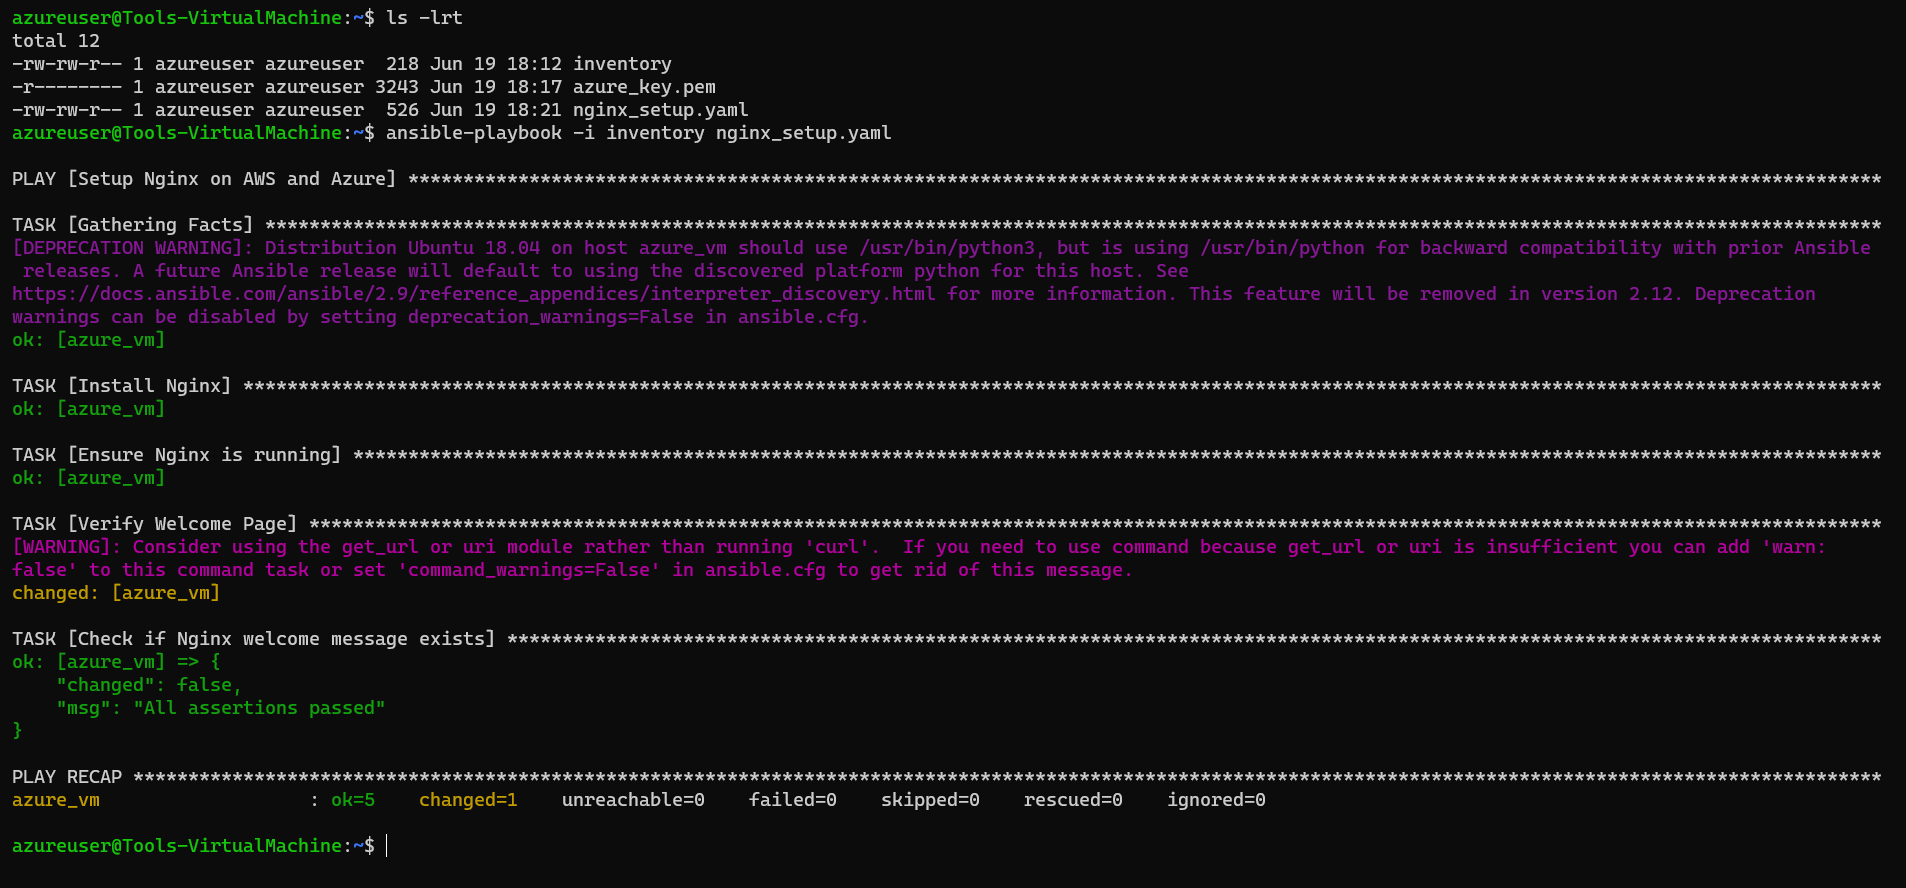 azureuser@Tools-VirtualMachine:~$ ls -lrt
total 12
-rw-rw-r-- 1 azureuser azureuser  218 Jun 19 18:12 inventory
-r-------- 1 azureuser azureuser 3243 Jun 19 18:17 azure_key.pem
-rw-rw-r-- 1 azureuser azureuser  526 Jun 19 18:21 nginx_setup.yaml
azureuser@Tools-VirtualMachine:~$ ansible-playbook -i inventory nginx_setup.yaml
PLAY [Setup Nginx on AWS and Azure] **************************************************************************************************************************************
TASK [Gathering Facts] ***************************************************************************************************************************************************
[DEPRECATION WARNING]: Distribution Ubuntu 18.04 on host azure_vm should use /usr/bin/python3, but is using /usr/bin/python for backward compatibility with prior Ansible
 releases. A future Ansible release will default to using the discovered platform python for this host. See
https://docs.ansible.com/ansible/2.9/reference_appendices/interpreter_discovery.html for more information. This feature will be removed in version 2.12. Deprecation
warnings can be disabled by setting deprecation_warnings=False in ansible.cfg.
ok: [azure_vm]
TASK [Install Nginx] *****************************************************************************************************************************************************
ok: [azure_vm]
TASK [Ensure Nginx is running] *******************************************************************************************************************************************
ok: [azure_vm]
TASK [Verify Welcome Page] ***********************************************************************************************************************************************
[WARNING]: Consider using the get_url or uri module rather than running 'curl'.  If you need to use command because get_url or uri is insufficient you can add 'warn:
false' to this command task or set 'command_warnings=False' in ansible.cfg to get rid of this message.
changed: [azure_vm]
TASK [Check if Nginx welcome message exists] *****************************************************************************************************************************
ok: [azure_vm] => {
    "changed": false,
    "msg": "All assertions passed"
}
PLAY RECAP ***************************************************************************************************************************************************************
azure_vm                   : ok=5    changed=1    unreachable=0    failed=0    skipped=0    rescued=0    ignored=0
azureuser@Tools-VirtualMachine:~$